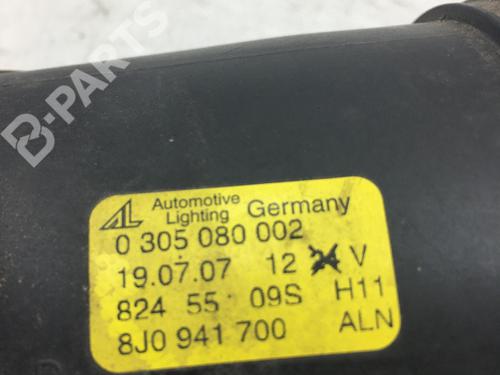 B-PARTS
AL Automotive Lighting Germany
0 305 080 002
19.07.07 12 24 V
824 55 09S H11
8J0 941 700 ALN